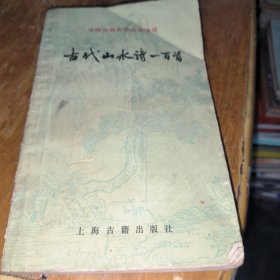 中国古典文学作品选读
古代山水诗一百首
上海古籍出版社